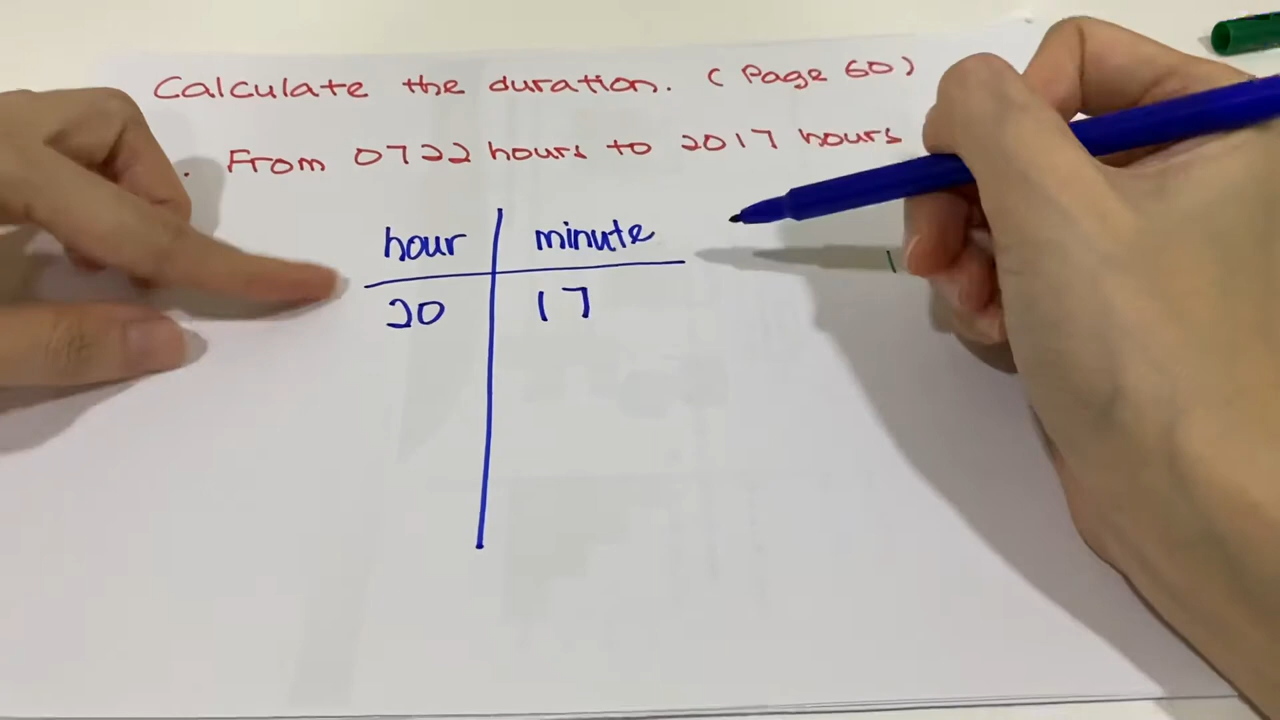 Calculate the duration. (Page 60)
. From 0722 hours to 2017 hours
hour minute
20 17